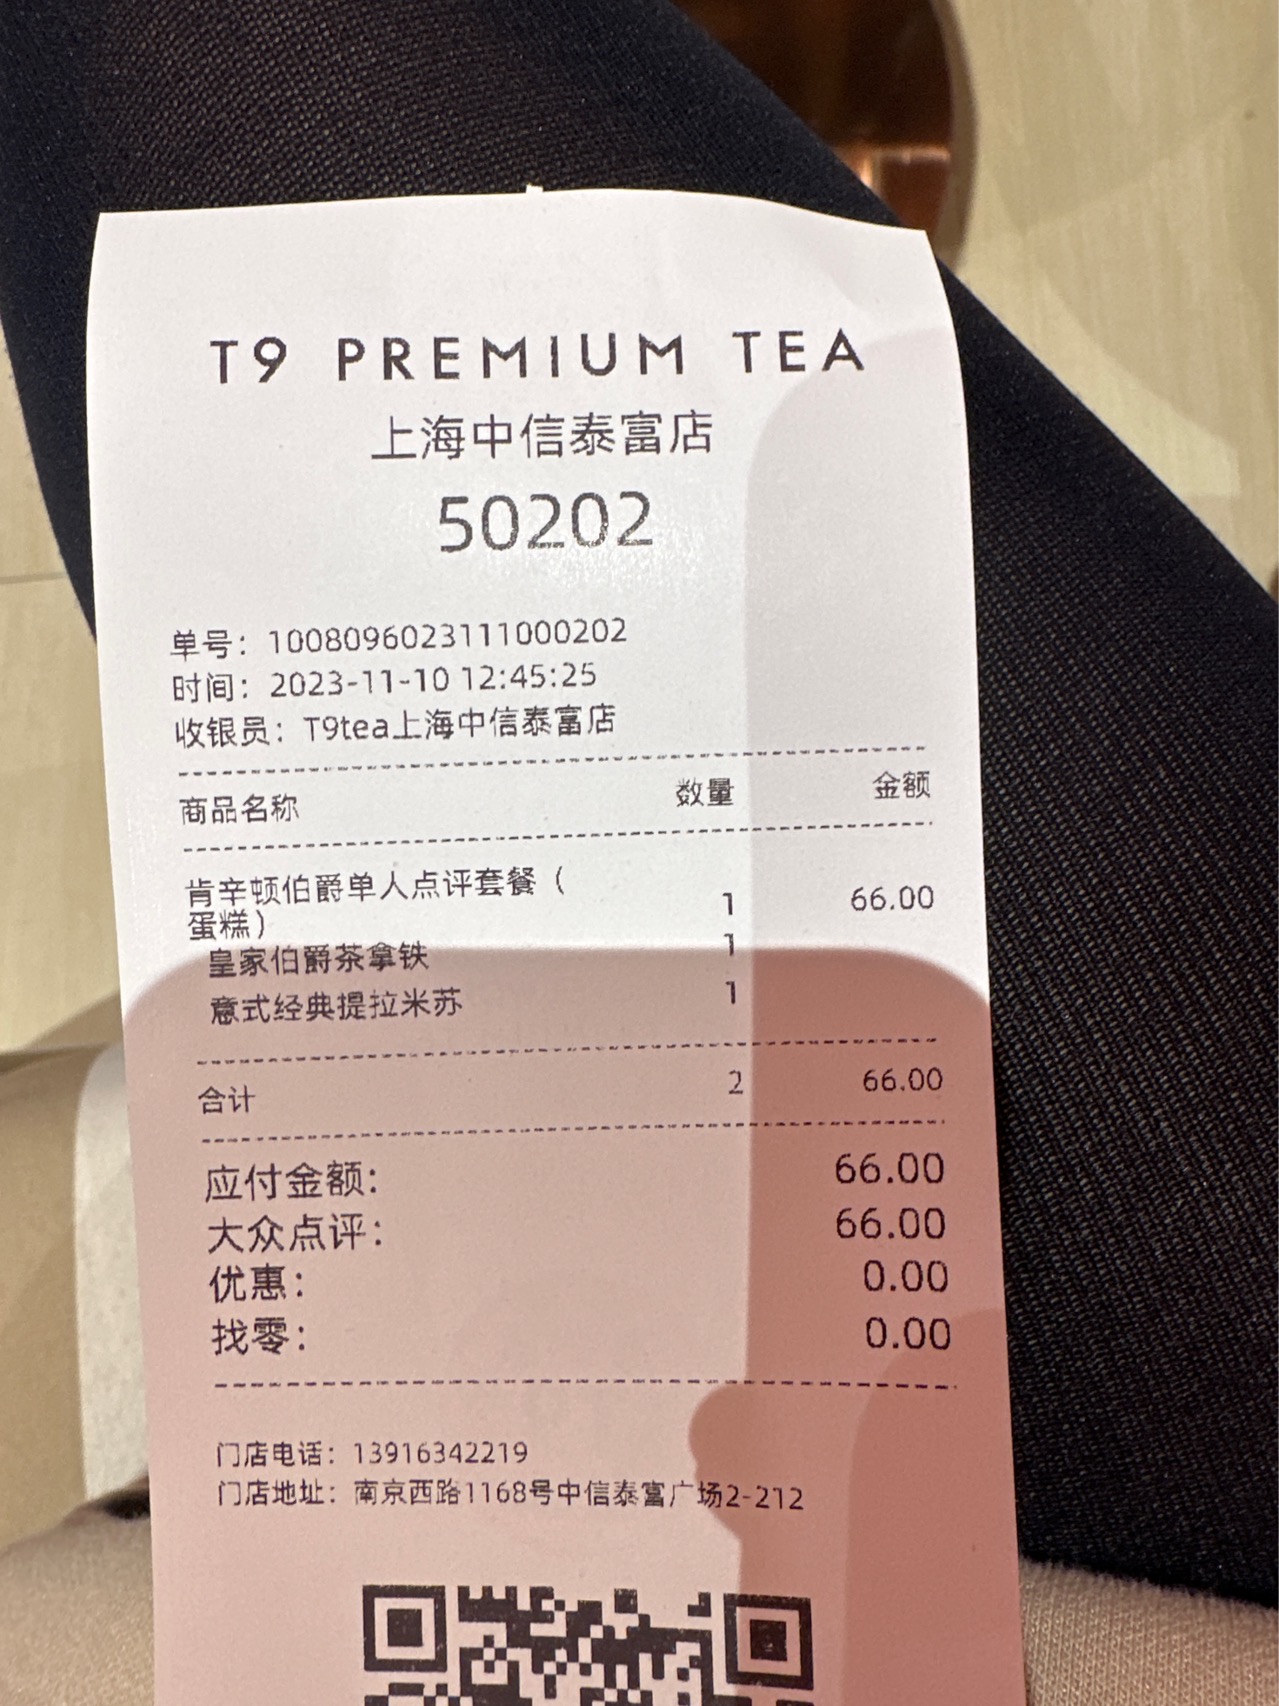 T9 PREMIUM TEA
上海中信泰富店
50202
单号：1008096023111000202
时间：2023-11-10 12:45:25
收银员：T9tea上海中信泰富店
商品名称 数量 金额
肯辛顿伯爵单人点评套餐（
蛋糕） 1 66.00
皇家伯爵茶拿铁 1
意式经典提拉米苏 1
合计 2 66.00
应付金额： 66.00
大众点评： 66.00
优惠： 0.00
找零： 0.00
门店电话：13916342219
门店地址：南京西路1168号中信泰富广场2-212